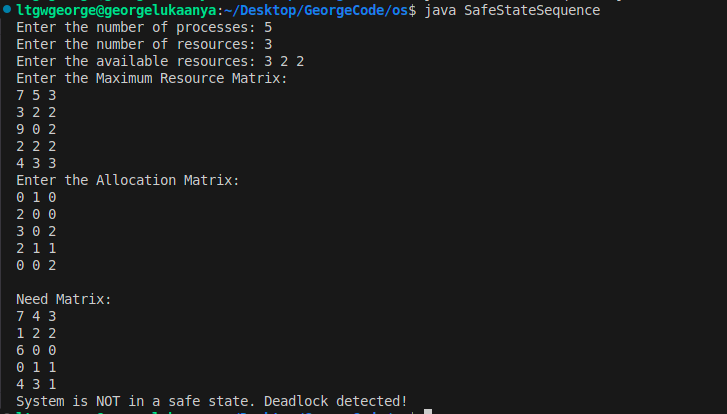 ltgwgeorge@georgelukaanya:~/Desktop/GeorgeCode/os$ java SafeStateSequence
Enter the number of processes: 5
Enter the number of resources: 3
Enter the available resources: 3 2 2
Enter the Maximum Resource Matrix:
7 5 3
3 2 2
9 0 2
2 2 2
4 3 3
Enter the Allocation Matrix:
0 1 0
2 0 0
3 0 2
2 1 1
0 0 2

Need Matrix:
7 4 3
1 2 2
6 0 0
0 1 1
4 3 1
System is NOT in a safe state. Deadlock detected!